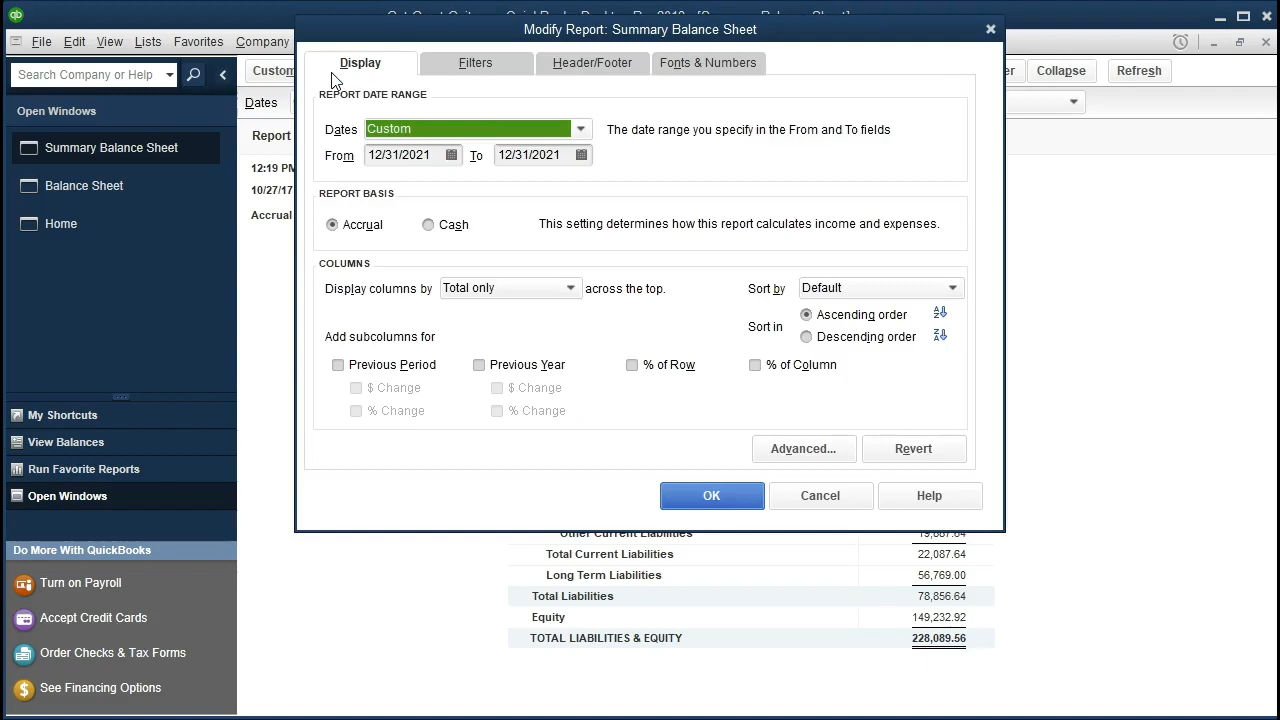 Modify Report: Summary Balance Sheet
File Edit View Lists Favorites Company
Search Company or Help
Custom
Collapse
Refresh
Display
Filters
Header/Footer
Fonts & Numbers
Open Windows
REPORT DATE RANGE
Dates
Dates Custom The date range you specify in the From and To fields
From 12/31/2021 To 12/31/2021
Summary Balance Sheet
Report
Balance Sheet
12:19 PM
10/27/17
Accrual
Home
REPORT BASIS
Accrual Cash This setting determines how this report calculates income and expenses.
COLUMNS
Display columns by Total only across the top.
Sort by Default
Sort in Ascending order
Descending order
Add subcolumns for
Previous Period Previous Year % of Row % of Column
$ Change $ Change
% Change % Change
Advanced... Revert
OK Cancel Help
My Shortcuts
View Balances
Run Favorite Reports
Open Windows
Do More With QuickBooks
Turn on Payroll
Accept Credit Cards
Order Checks & Tax Forms
See Financing Options
Other Current Liabilities 19,887.64
Total Current Liabilities 22,087.64
Long Term Liabilities 56,769.00
Total Liabilities 78,856.64
Equity 149,232.92
TOTAL LIABILITIES & EQUITY 228,089.56